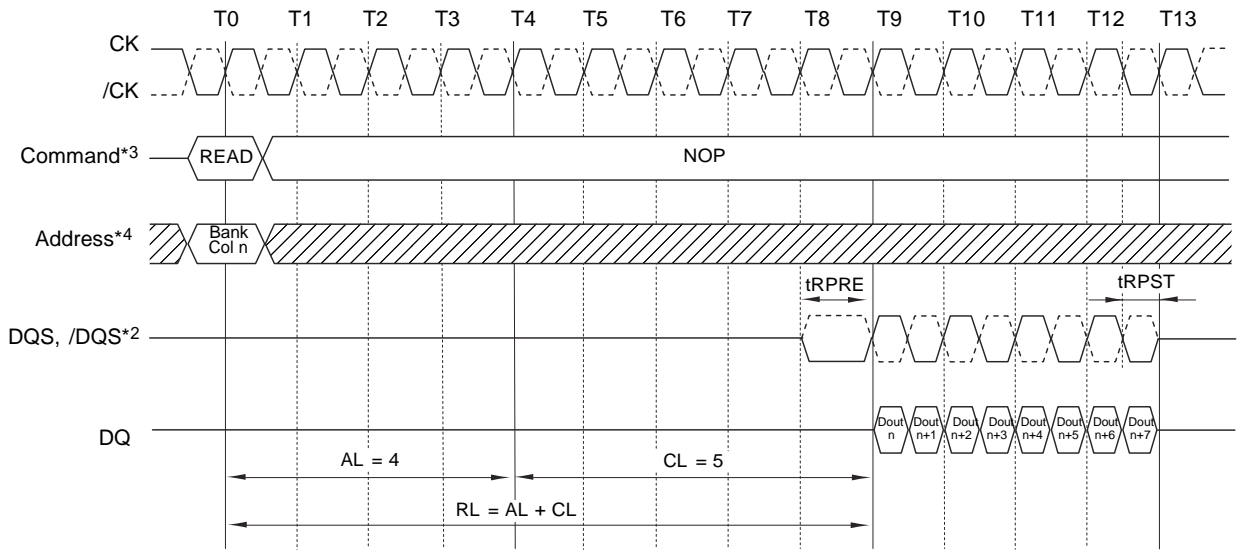 T0 T1 T2 T3 T4 T5 T6 T7 T8 T9 T10 T11 T12 T13
CK
/CK
Command*3 READ NOP
Address*4 Bank
Col n
tRPRE tRPST
DQS, /DQS*2
DQ Dout Dout Dout Dout Dout Dout Dout Dout
n n+1 n+2 n+3 n+4 n+5 n+6 n+7
AL = 4 CL = 5
RL = AL + CL